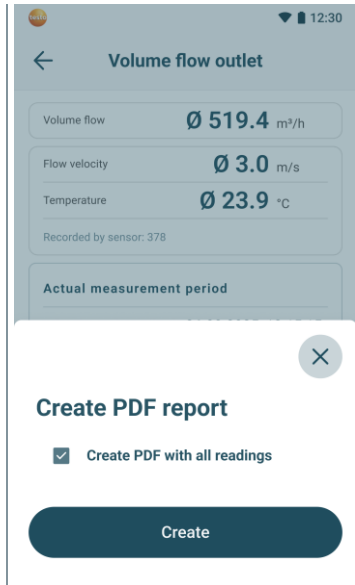 testo
12:30
Volume flow outlet
Volume flow Ø 519.4 m³/h
Flow velocity Ø 3.0 m/s
Temperature Ø 23.9 °C
Recorded by sensor: 378
Actual measurement period
Create PDF report
Create PDF with all readings
Create